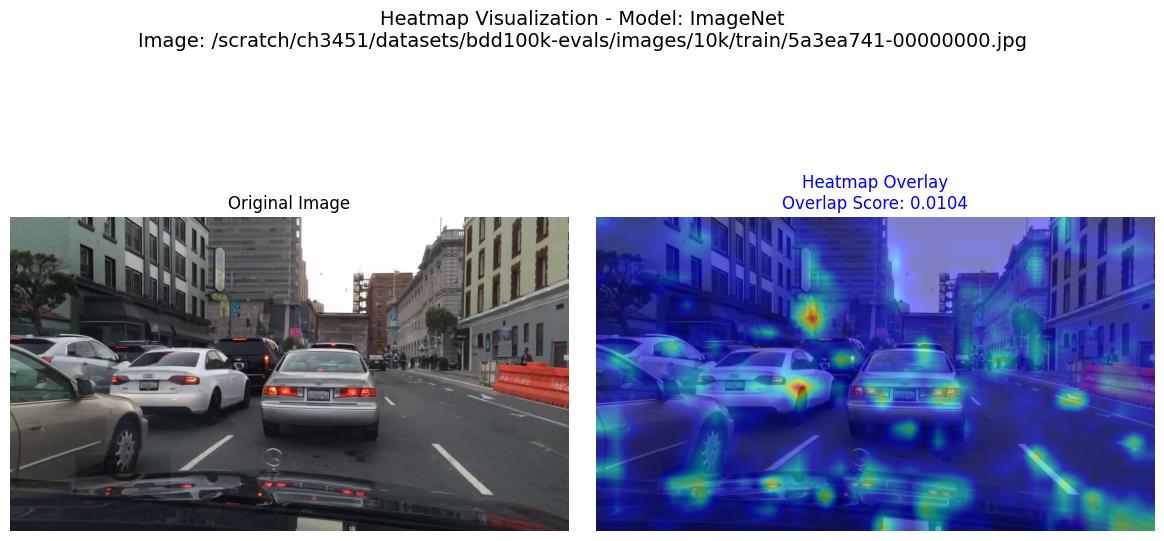 Heatmap Visualization - Model: ImageNet
Image: /scratch/ch3451/datasets/bdd100k-evals/images/10k/train/5a3ea741-00000000.jpg
Original Image
Heatmap Overlay
Overlap Score: 0.0104